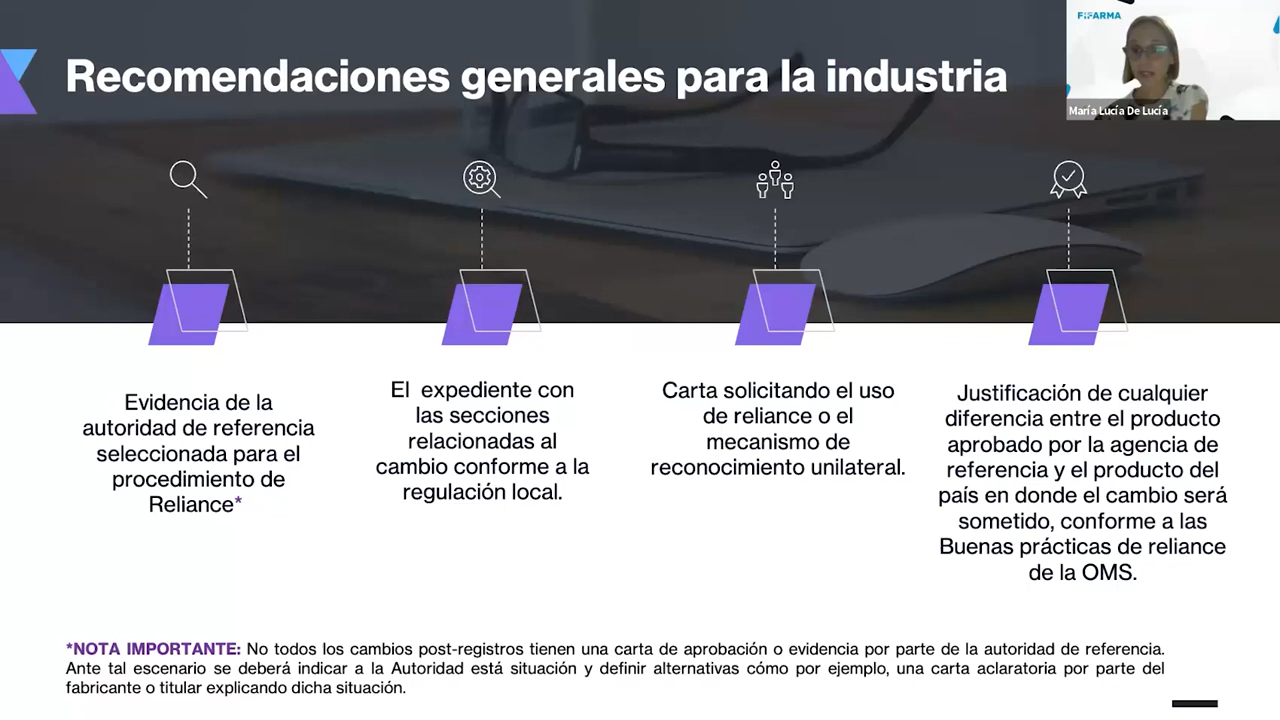 Recomendaciones generales para la industria
FIFARMA
María Lucía De Lucía
Evidencia de la
autoridad de referencia
seleccionada para el
procedimiento de
Reliance*
El expediente con
las secciones
relacionadas al
cambio conforme a la
regulación local.
Carta solicitando el uso
de reliance o el
mecanismo de
reconocimiento unilateral.
Justificación de cualquier
diferencia entre el producto
aprobado por la agencia de
referencia y el producto del
país en donde el cambio será
sometido, conforme a las
Buenas prácticas de reliance
de la OMS.
*NOTA IMPORTANTE: No todos los cambios post-registros tienen una carta de aprobación o evidencia por parte de la autoridad de referencia.
Ante tal escenario se deberá indicar a la Autoridad está situación y definir alternativas cómo por ejemplo, una carta aclaratoria por parte del
fabricante o titular explicando dicha situación.